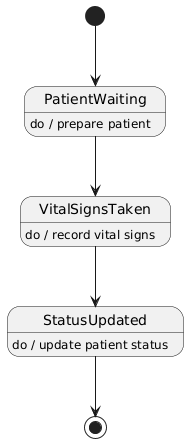 PatientWaiting
do / prepare patient
VitalSignsTaken
do / record vital signs
StatusUpdated
do / update patient status